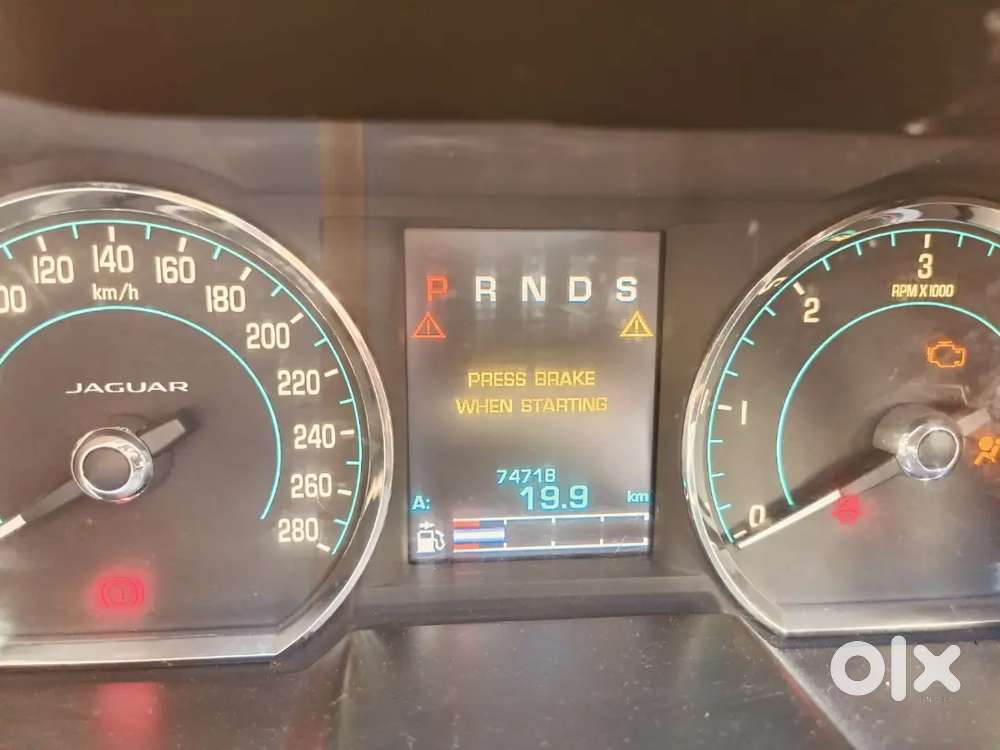 120 140 160 180 200 220 240 260 280
km/h
JAGUAR
P R N D S
PRESS BRAKE
WHEN STARTING
74718
A: 19.9 km
0 1 2 3
RPM X 1000
olx